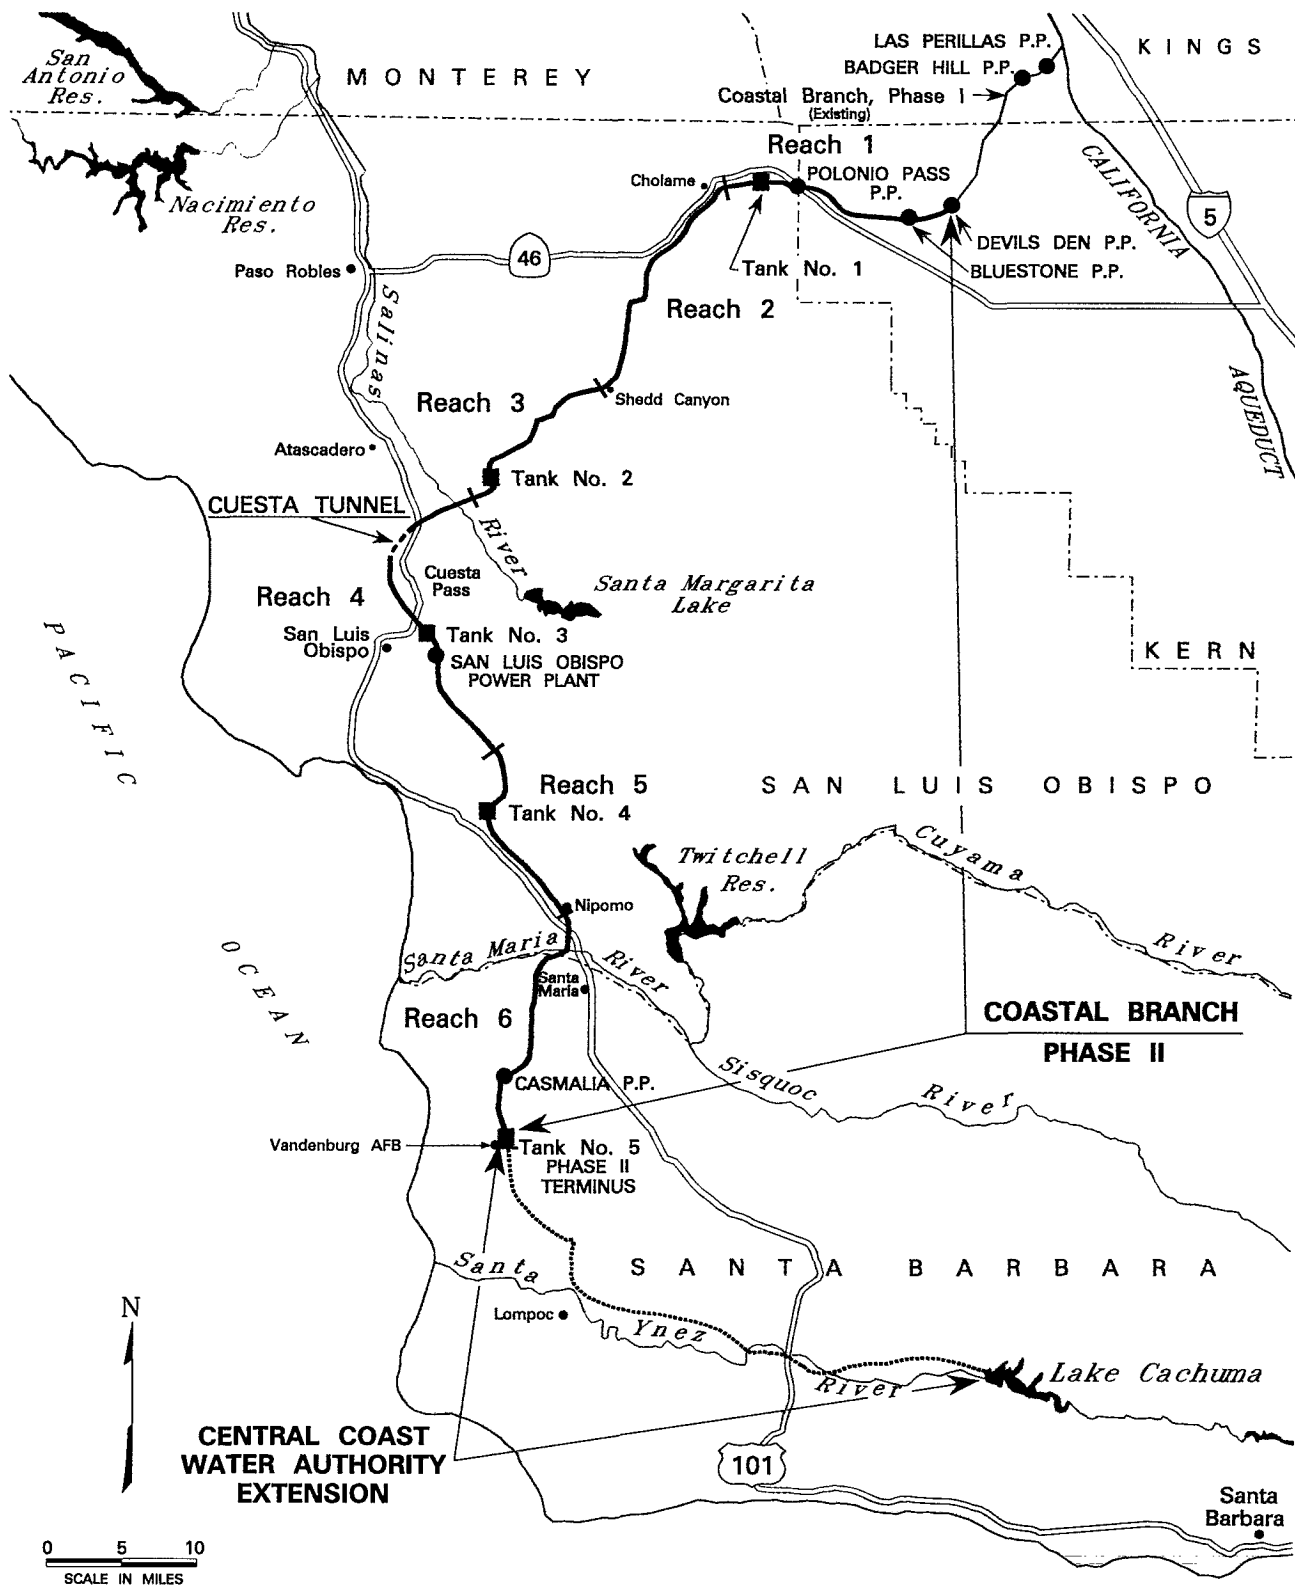 LAS PERILLAS P.P.
BADGER HILL P.P.
KINGS
San
Antonio
Res.
MONTEREY
Coastal Branch, Phase I
(Existing)
Reach 1
CALIFORNIA
AQUEDUCT
Cholame
POLONIO PASS
P.P.
Nacimiento
Res.
5
46
DEVILS DEN P.P.
BLUESTONE P.P.
Paso Robles
Tank No. 1
Salinas
River
Reach 2
Reach 3
Shedd Canyon
Atascadero
Tank No. 2
CUESTA TUNNEL
Cuesta
Pass
Santa Margarita
Lake
Reach 4
San Luis
Obispo
Tank No. 3
SAN LUIS OBISPO
POWER PLANT
KERN
PACIFIC
OCEAN
Reach 5
SAN LUIS OBISPO
Tank No. 4
Twitchell
Res.
Cuyama
River
Nipomo
Santa Maria
River
Santa
Maria
Reach 6
COASTAL BRANCH
PHASE II
Sisquoc
River
CASMALIA P.P.
Vandenburg AFB
Tank No. 5
PHASE II
TERMINUS
SANTA BARBARA
Santa
Ynez
River
Lompoc
N
Lake Cachuma
CENTRAL COAST
WATER AUTHORITY
EXTENSION
101
Santa
Barbara
0 5 10
SCALE IN MILES